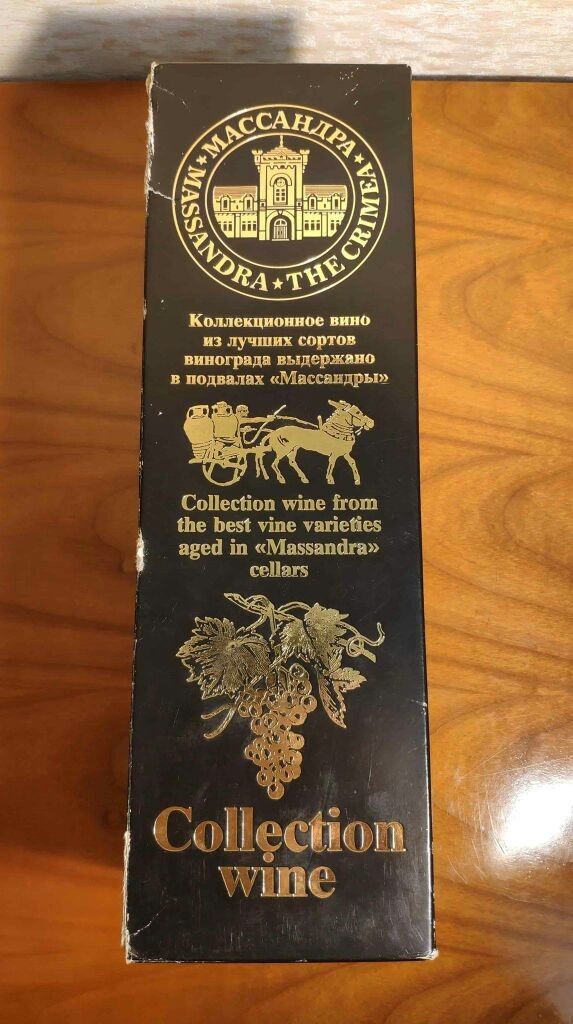 МАССАНДРА
MASSANDRA ★ THE CRIMEA
Коллекционное вино
из лучших сортов
винограда выдержано
в подвалах «Массандры»
Collection wine from
the best vine varieties
aged in «Massandra»
cellars
Collection
wine